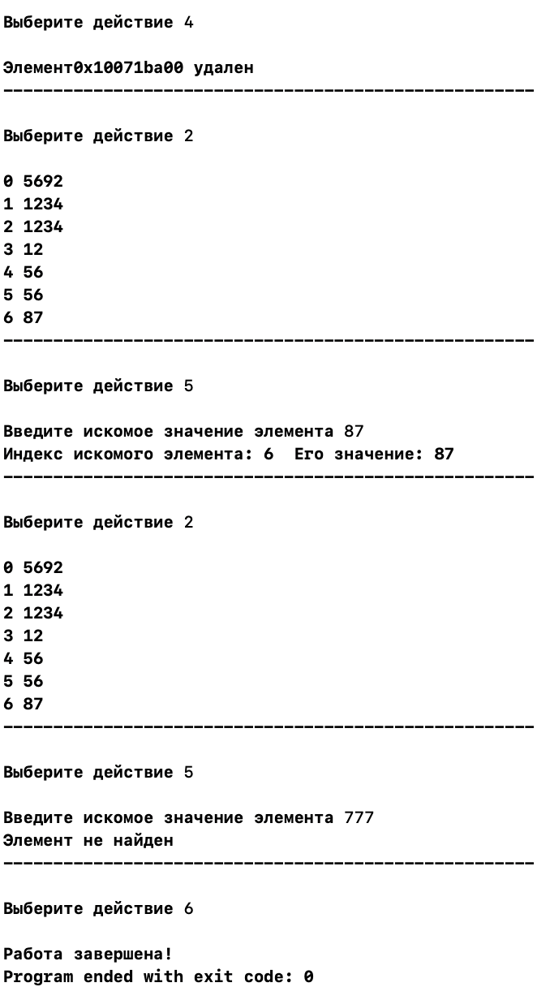 Выберите действие 4
Элемент0x10071ba00 удален
-----------------------------------------------------
Выберите действие 2
0 5692
1 1234
2 1234
3 12
4 56
5 56
6 87
-----------------------------------------------------
Выберите действие 5
Введите искомое значение элемента 87
Индекс искомого элемента: 6  Его значение: 87
-----------------------------------------------------
Выберите действие 2
0 5692
1 1234
2 1234
3 12
4 56
5 56
6 87
-----------------------------------------------------
Выберите действие 5
Введите искомое значение элемента 777
Элемент не найден
-----------------------------------------------------
Выберите действие 6
Работа завершена!
Program ended with exit code: 0